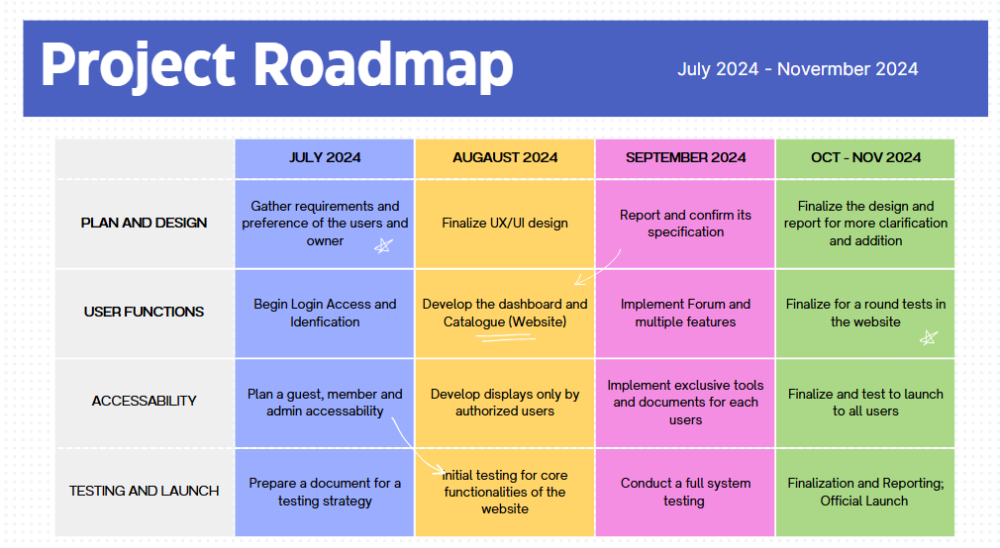 Project Roadmap
July 2024 - Novermber 2024
JULY 2024
AUGAUST 2024
SEPTEMBER 2024
OCT - NOV 2024
PLAN AND DESIGN
Gather requirements and
preference of the users and
owner
Finalize UX/UI design
Report and confirm its
specification
Finalize the design and
report for more clarification
and addition
USER FUNCTIONS
Begin Login Access and
Idenfication
Develop the dashboard and
Catalogue (Website)
Implement Forum and
multiple features
Finalize for a round tests in
the website
ACCESSABILITY
Plan a guest, member and
admin accessability
Develop displays only by
authorized users
Implement exclusive tools
and documents for each
users
Finalize and test to launch
to all users
TESTING AND LAUNCH
Prepare a document for a
testing strategy
Initial testing for core
functionalities of the
website
Conduct a full system
testing
Finalization and Reporting;
Official Launch